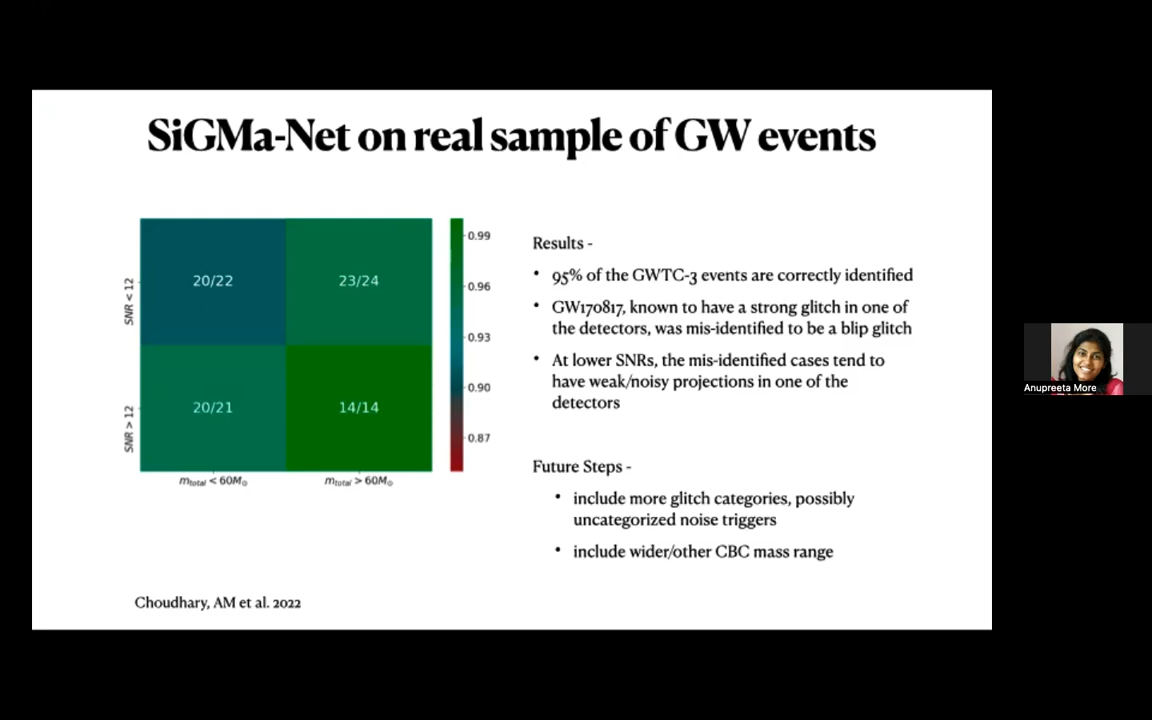 SiGMa-Net on real sample of GW events
20/22
23/24
20/21
14/14
SNR < 12
SNR > 12
m_total < 60M⊙
m_total > 60M⊙
0.99
0.96
0.93
0.90
0.87
Results -
• 95% of the GWTC-3 events are correctly identified
• GW170817, known to have a strong glitch in one of
the detectors, was mis-identified to be a blip glitch
• At lower SNRs, the mis-identified cases tend to
have weak/noisy projections in one of the
detectors
Future Steps -
• include more glitch categories, possibly
uncategorized noise triggers
• include wider/other CBC mass range
Choudhary, AM et al. 2022
Anupreeta More